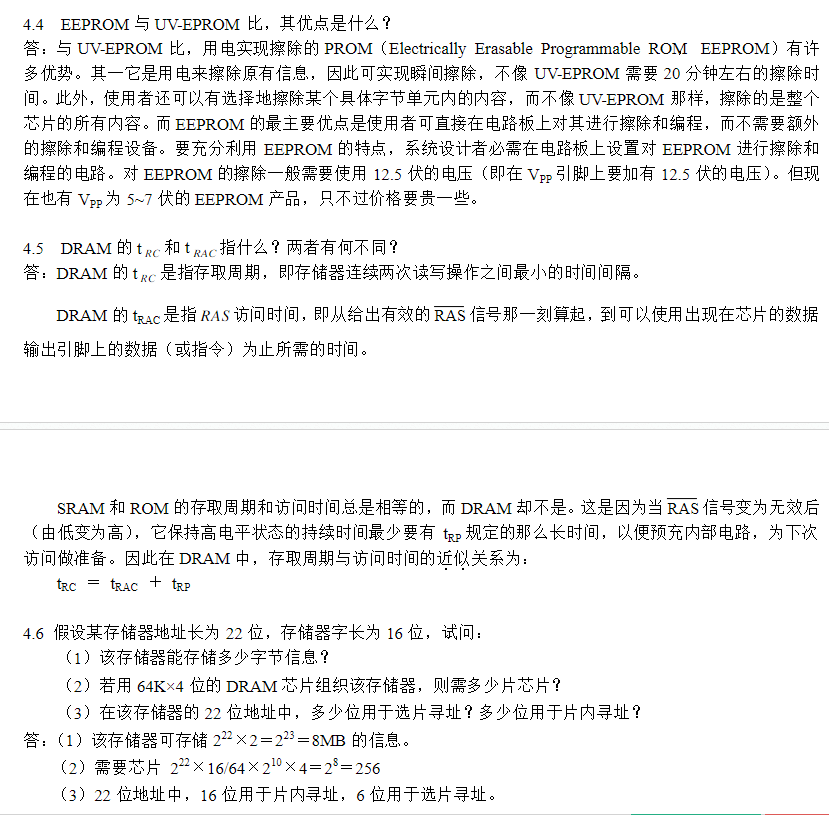 4.4 EEPROM 与 UV-EPROM 比，其优点是什么？
答：与 UV-EPROM 比，用电实现擦除的 PROM（Electrically Erasable Programmable ROM EEPROM）有许
多优势。其一它是用电来擦除原有信息，因此可实现瞬间擦除，不像 UV-EPROM 需要 20 分钟左右的擦除时
间。此外，使用者还可以有选择地擦除某个具体字节单元内的内容，而不像 UV-EPROM 那样，擦除的是整个
芯片的所有内容。而 EEPROM 的最主要优点是使用者可直接在电路板上对其进行擦除和编程，而不需要额外
的擦除和编程设备。要充分利用 EEPROM 的特点，系统设计者必需在电路板上设置对 EEPROM 进行擦除和
编程的电路。对 EEPROM 的擦除一般需要使用 12.5 伏的电压（即在 VPP 引脚上要加有 12.5 伏的电压）。但现
在也有 VPP 为 5~7 伏的 EEPROM 产品，只不过价格要贵一些。
4.5 DRAM 的 t RC 和 t RAC 指什么？两者有何不同？
答：DRAM 的 t RC 是指存取周期，即存储器连续两次读写操作之间最小的时间间隔。
DRAM 的 tRAC 是指 RAS 访问时间，即从给出有效的 R̅A̅S̅ 信号那一刻算起，到可以使用出现在芯片的数据
输出引脚上的数据（或指令）为止所需的时间。
SRAM 和 ROM 的存取周期和访问时间总是相等的，而 DRAM 却不是。这是因为当 R̅A̅S̅ 信号变为无效后
（由低变为高），它保持高电平状态的持续时间最少要有 tRP 规定的那么长时间，以便预充内部电路，为下次
访问做准备。因此在 DRAM 中，存取周期与访问时间的近似关系为：
tRC ＝ tRAC ＋ tRP
4.6 假设某存储器地址长为 22 位，存储器字长为 16 位，试问：
（1）该存储器能存储多少字节信息？
（2）若用 64K×4 位的 DRAM 芯片组织该存储器，则需多少片芯片？
（3）在该存储器的 22 位地址中，多少位用于选片寻址？多少位用于片内寻址？
答：（1）该存储器可存储 2²²×2＝2²³＝8MB 的信息。
（2）需要芯片 2²²×16/64×2¹⁰×4＝2⁸＝256
（3）22 位地址中，16 位用于片内寻址，6 位用于选片寻址。